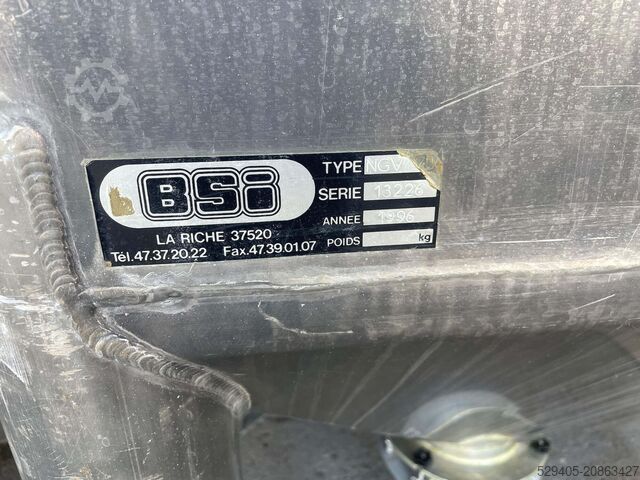 BSi
TYPE NGV
SERIE 13226
ANNEE 1996
POIDS kg
LA RICHE 37520
Tél.47.37.20.22 Fax.47.39.01.07
529405-20863427